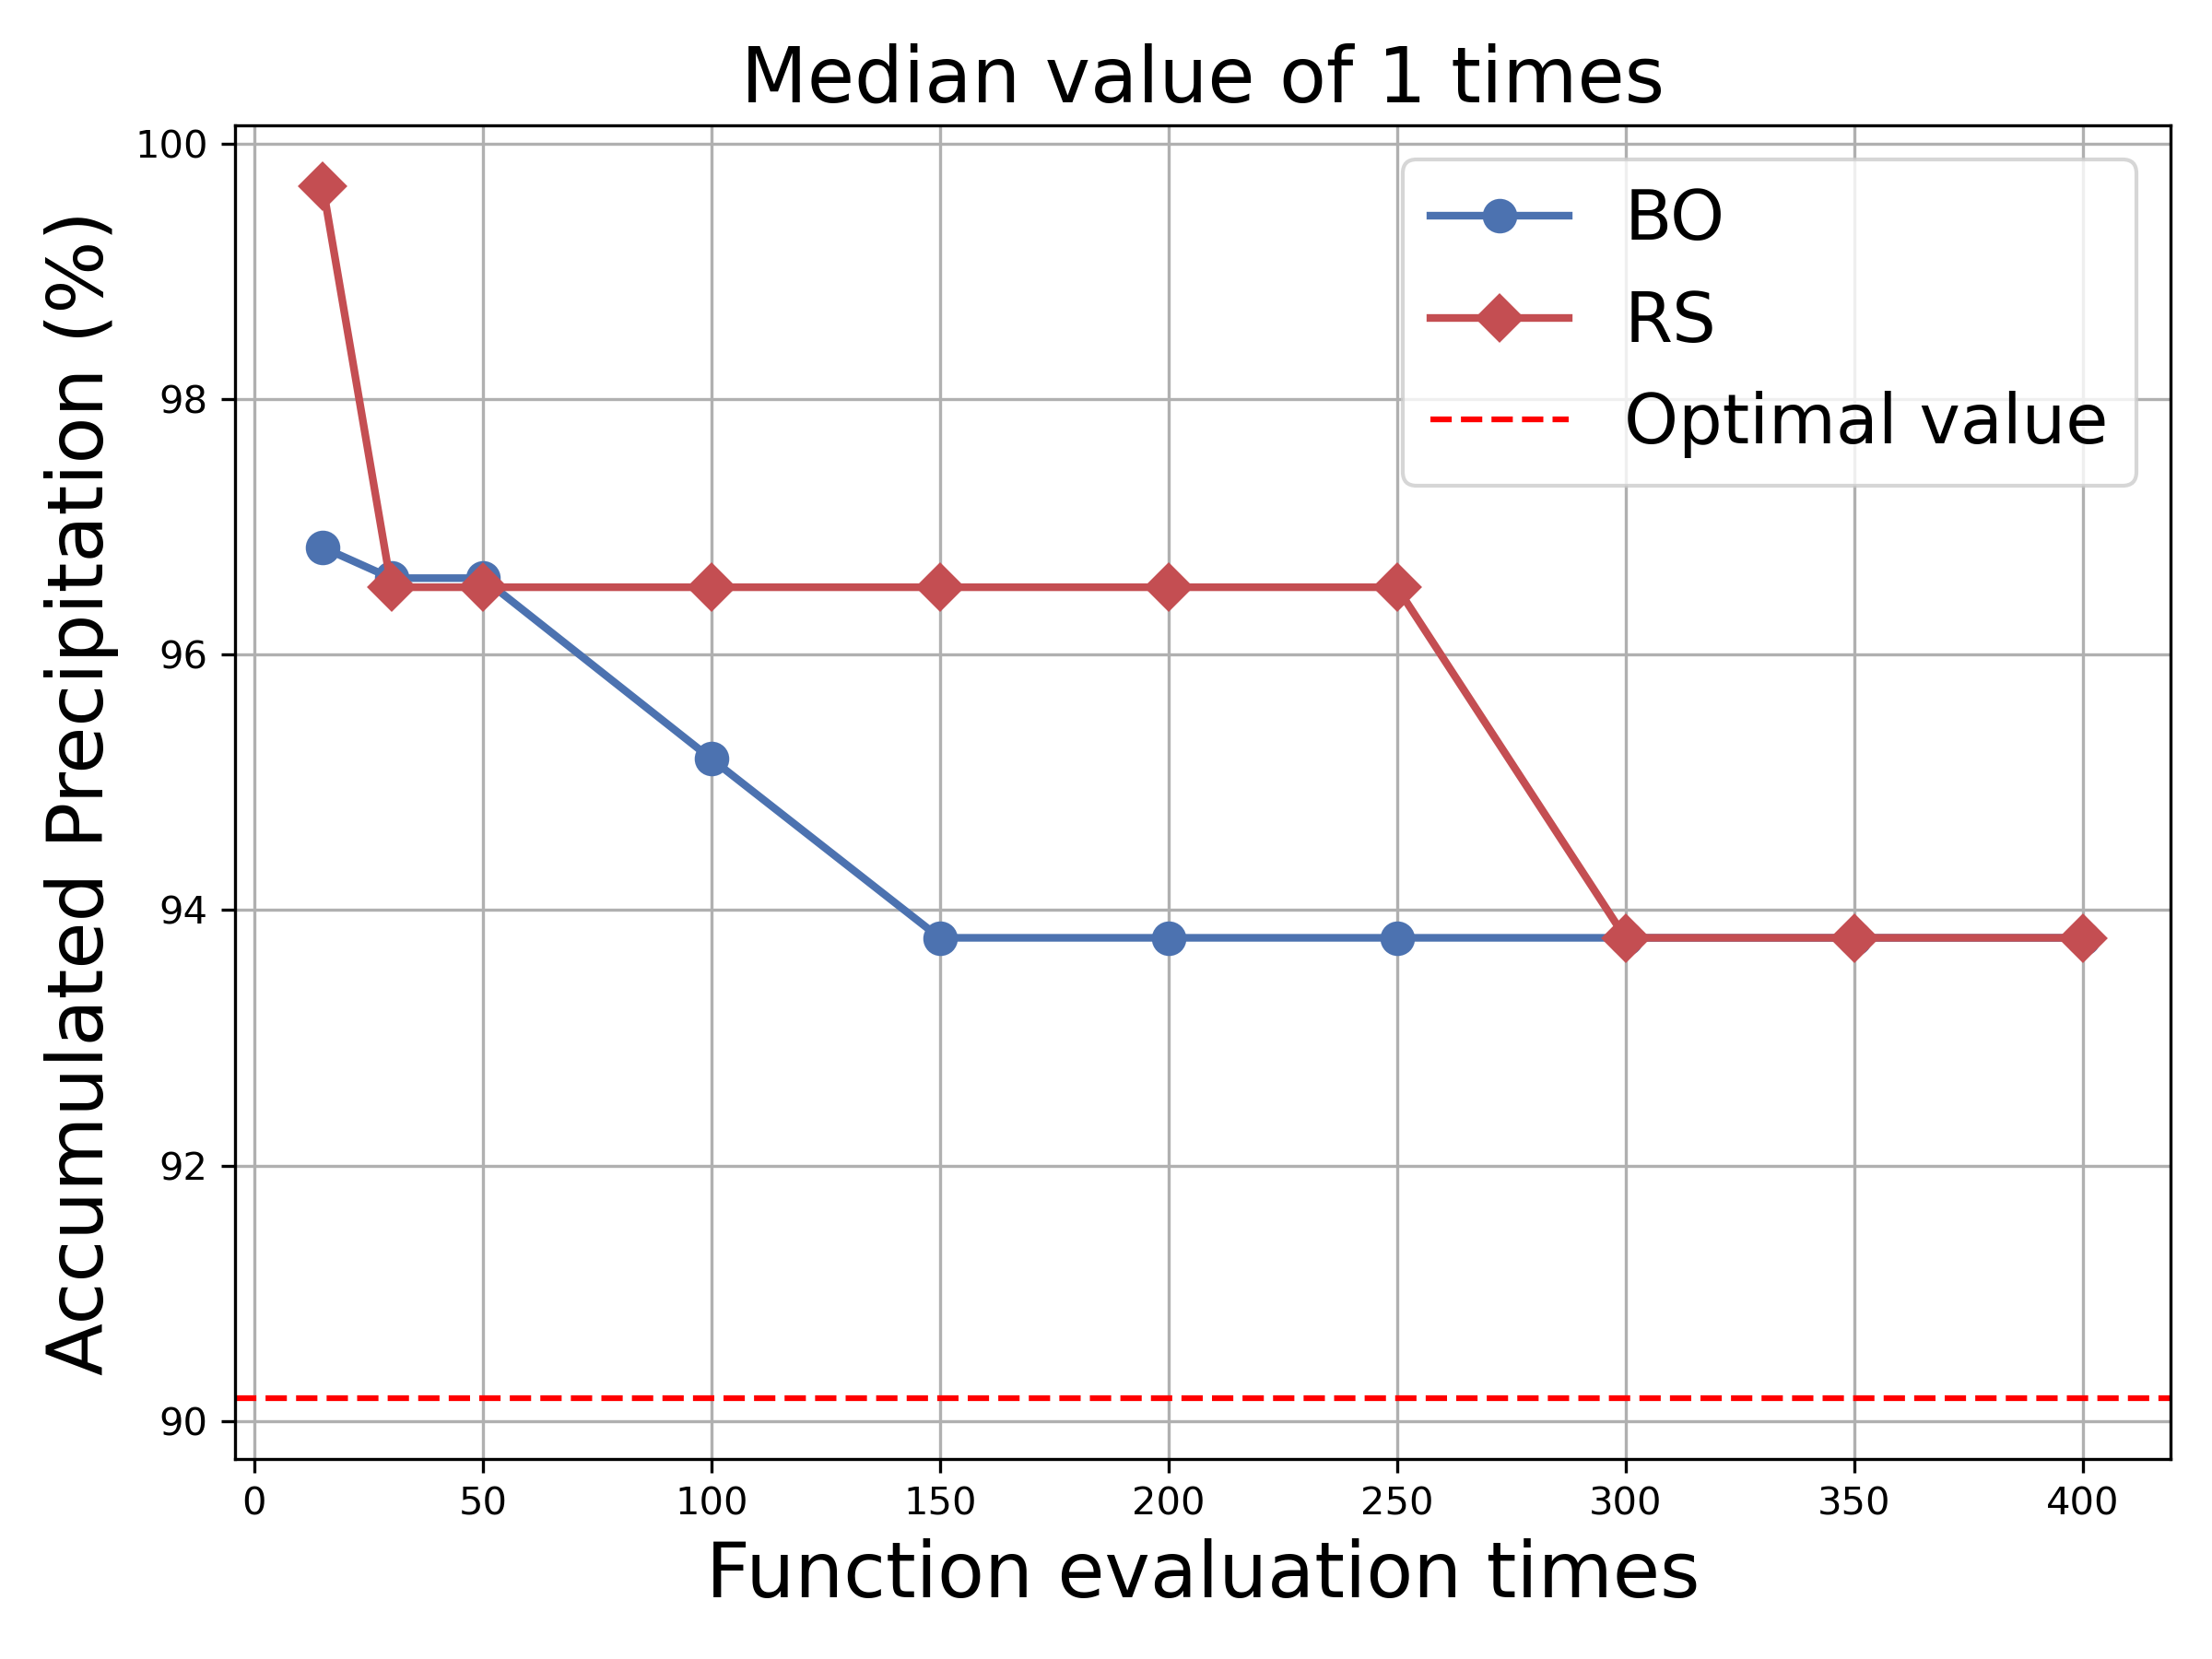 Median value of 1 times
Accumulated Precipitation (%)
100
98
96
94
92
90
BO
RS
Optimal value
0 50 100 150 200 250 300 350 400
Function evaluation times